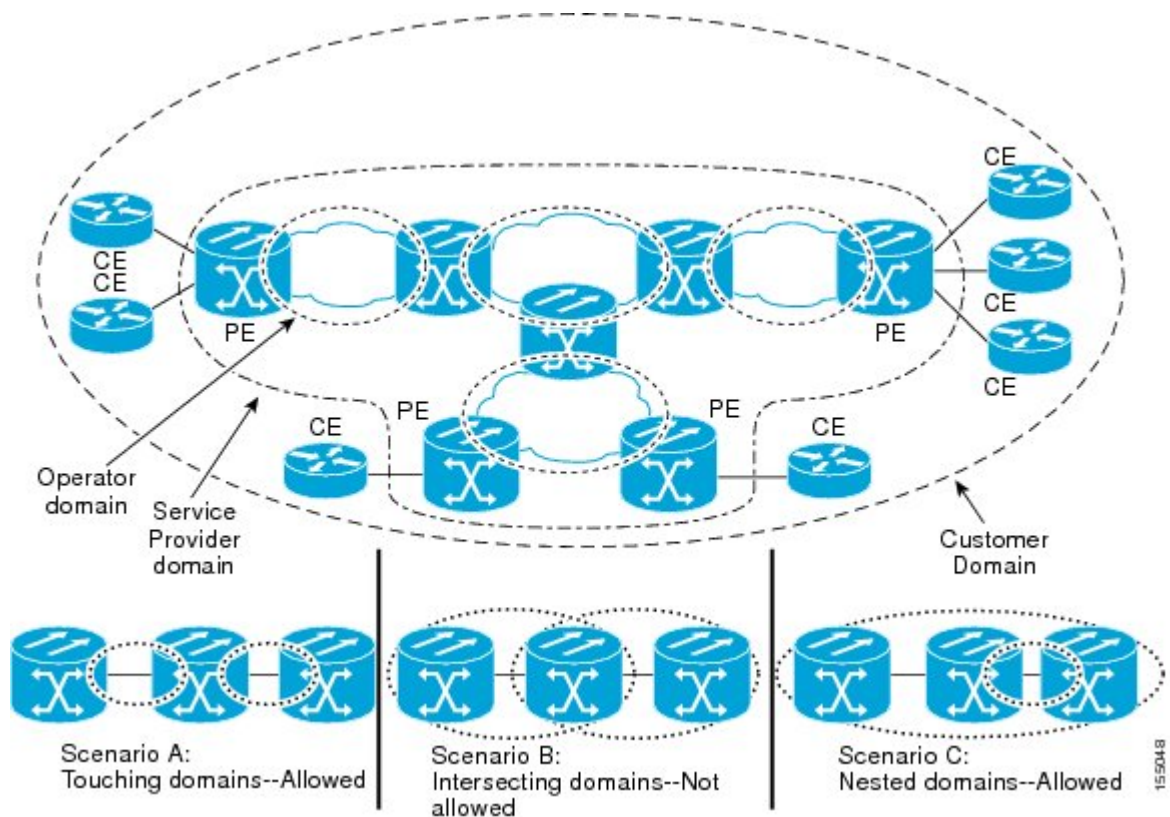 CE
CE
CE
CE
CE
PE
PE
CE
PE
PE
CE
CE
Operator
domain
Service
Provider
domain
Customer
Domain
Scenario A:
Touching domains--Allowed
Scenario B:
Intersecting domains--Not
allowed
Scenario C:
Nested domains--Allowed
155048